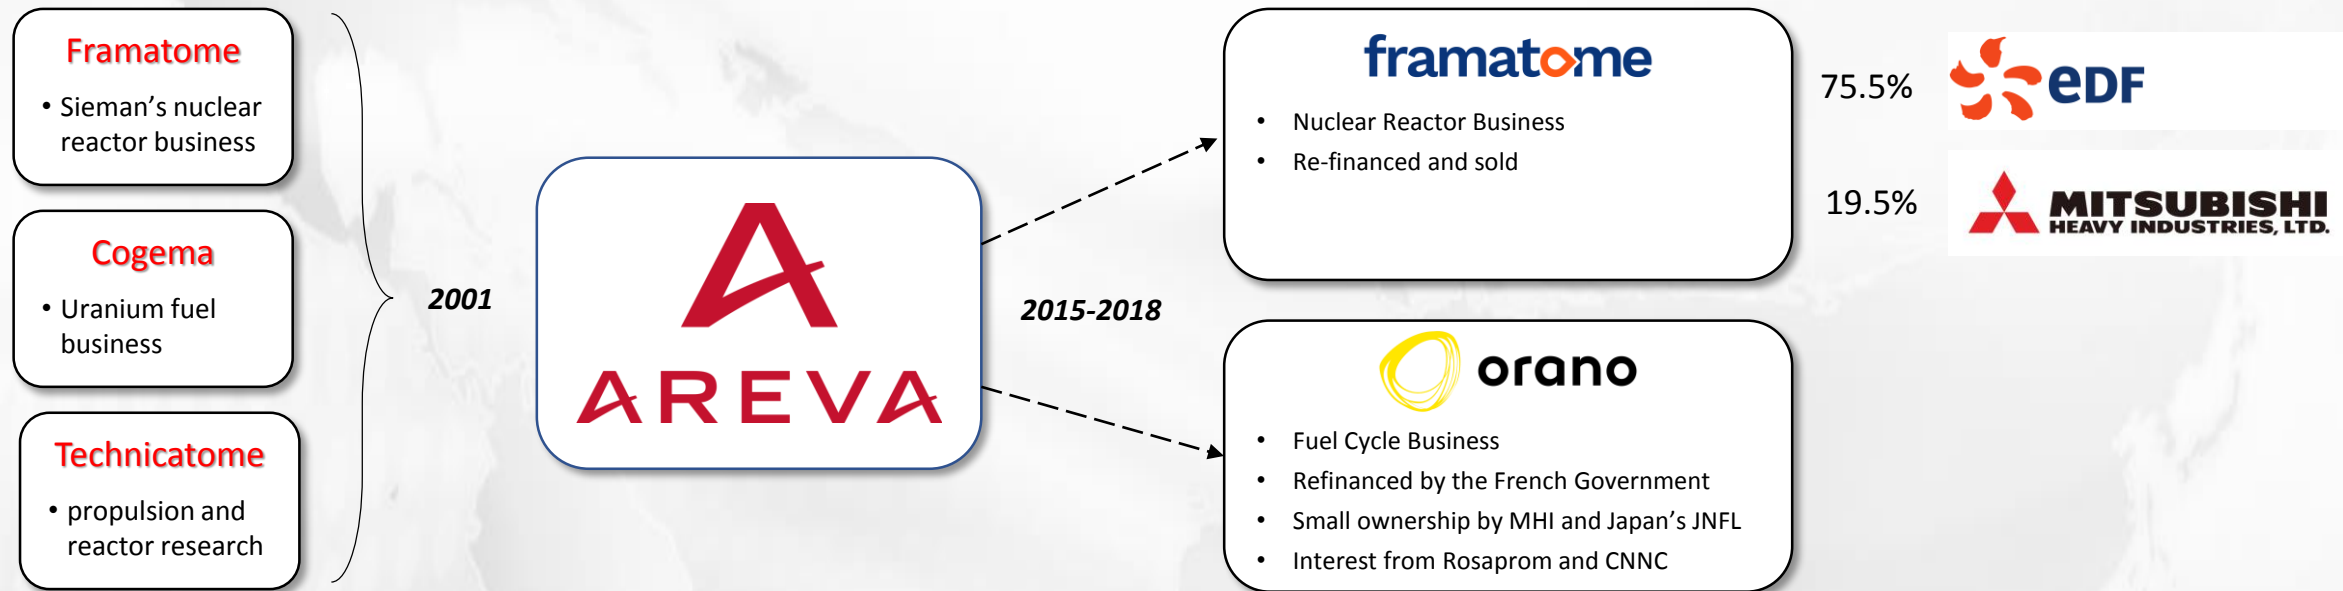 Framatome
• Sieman's nuclear
reactor business
Cogema
• Uranium fuel
business
Technicatome
• propulsion and
reactor research
2001
A
AREVA
2015-2018
framatome
• Nuclear Reactor Business
• Re-financed and sold
75.5%
eDF
19.5%
MITSUBISHI
HEAVY INDUSTRIES, LTD.
orano
• Fuel Cycle Business
• Refinanced by the French Government
• Small ownership by MHI and Japan's JNFL
• Interest from Rosaprom and CNNC